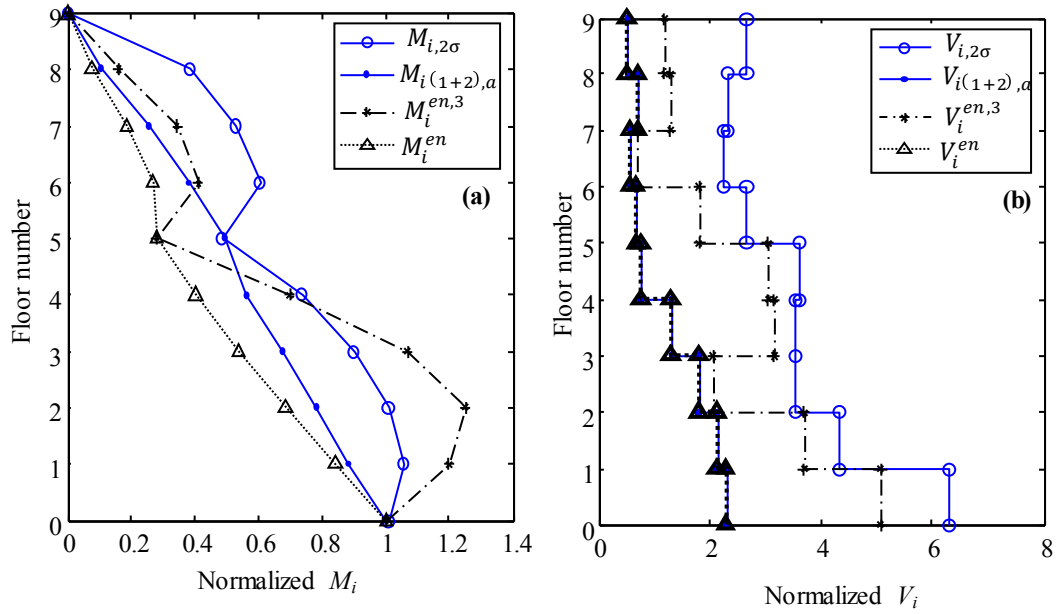 9
8
7
6
5
4
3
2
1
0
Floor number
0 0.2 0.4 0.6 0.8 1 1.2 1.4
Normalized M_i
M_{i,2σ}
M_{i(1+2),a}
M_i^{en,3}
M_i^{en}
(a)
9
8
7
6
5
4
3
2
1
0
Floor number
0 2 4 6 8
Normalized V_i
V_{i,2σ}
V_{i(1+2),a}
V_i^{en,3}
V_i^{en}
(b)